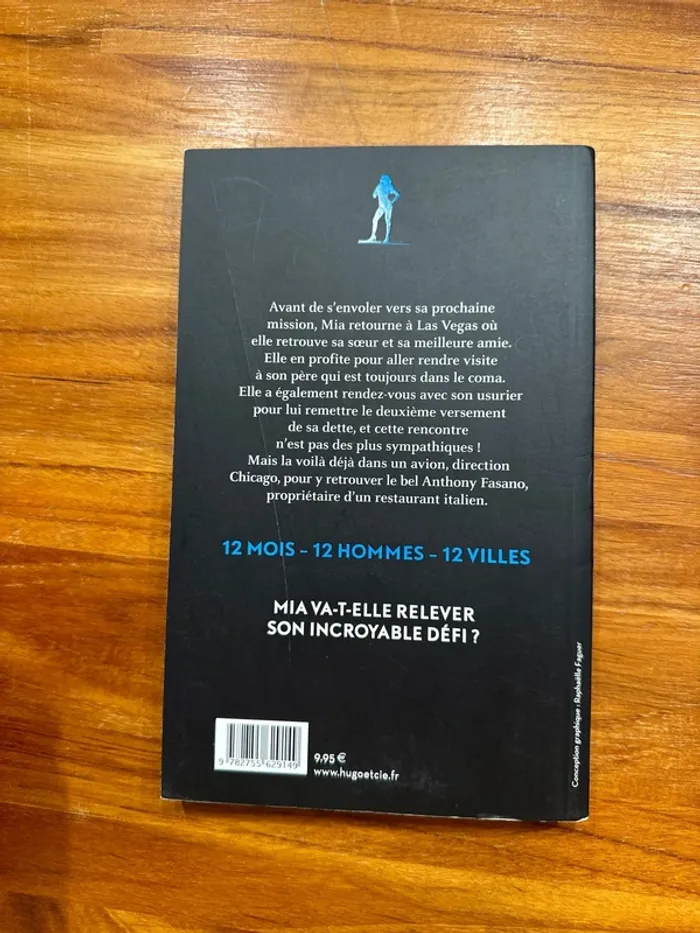 Avant de s'envoler vers sa prochaine
mission, Mia retourne à Las Vegas où
elle retrouve sa sœur et sa meilleure amie.
Elle en profite pour aller rendre visite
à son père qui est toujours dans le coma.
Elle a également rendez-vous avec son usurier
pour lui remettre le deuxième versement
de sa dette, et cette rencontre
n'est pas des plus sympathiques !
Mais la voilà déjà dans un avion, direction
Chicago, pour y retrouver le bel Anthony Fasano,
propriétaire d'un restaurant italien.
12 MOIS – 12 HOMMES – 12 VILLES
MIA VA-T-ELLE RELEVER
SON INCROYABLE DÉFI ?
9 782755 629149
9,95 €
www.hugoetcie.fr
Conception graphique : Raphaëlle Faguer